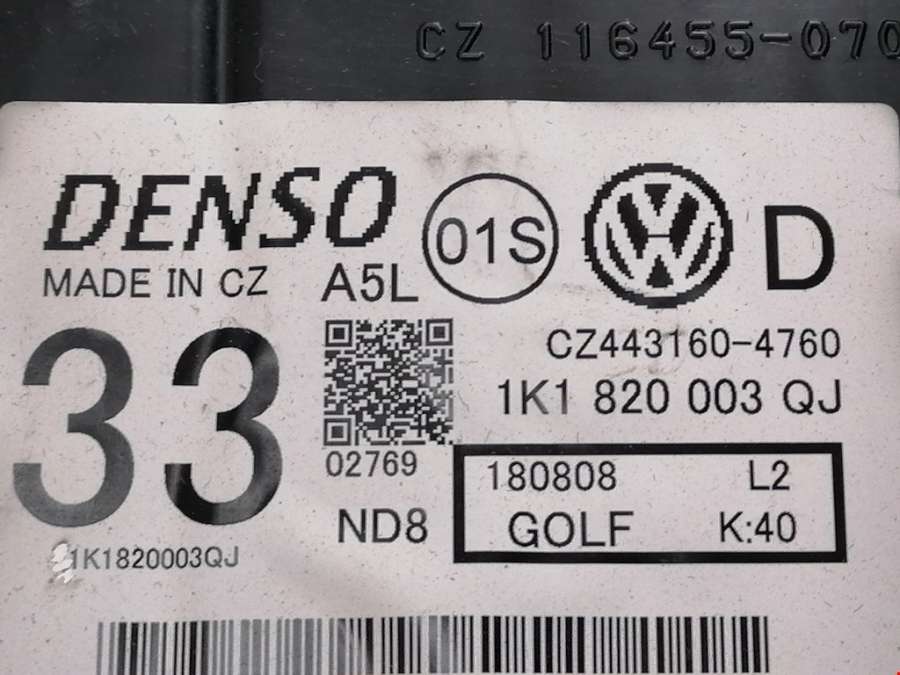 CZ 116455-070
DENSO
01S
D
MADE IN CZ
A5L
33
CZ443160-4760
1K1 820 003 QJ
02769
180808 L2
GOLF K:40
ND8
1K1820003QJ